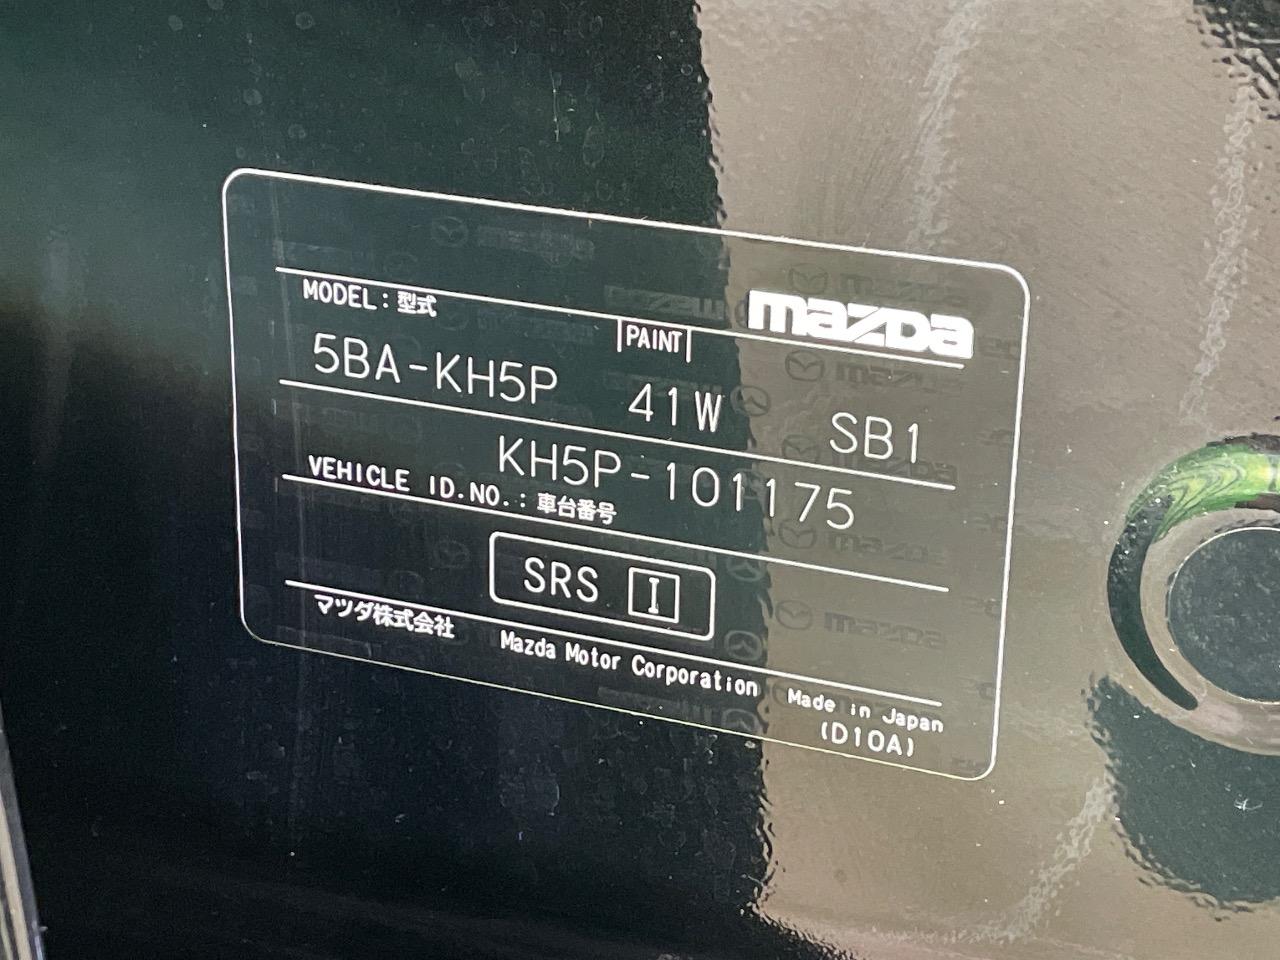 mazda
MODEL:型式
PAINT
5BA-KH5P 41W SB1
KH5P-101175
VEHICLE ID.NO.:車台番号
SRS I
マツダ株式会社 Mazda Motor Corporation Made in Japan
(D10A)